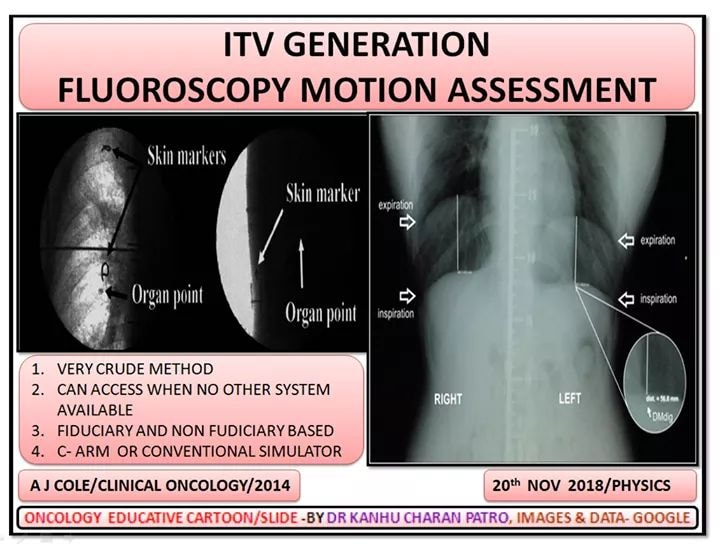 ITV GENERATION
FLUOROSCOPY MOTION ASSESSMENT
Skin markers
Organ point
Skin marker
Organ point
expiration
inspiration
expiration
inspiration
RIGHT
LEFT
dist. = 56.8 mm
DMdig
1. VERY CRUDE METHOD
2. CAN ACCESS WHEN NO OTHER SYSTEM
AVAILABLE
3. FIDUCIARY AND NON FUDICIARY BASED
4. C- ARM OR CONVENTIONAL SIMULATOR
A J COLE/CLINICAL ONCOLOGY/2014
20th NOV 2018/PHYSICS
ONCOLOGY EDUCATIVE CARTOON/SLIDE -BY DR KANHU CHARAN PATRO, IMAGES & DATA- GOOGLE